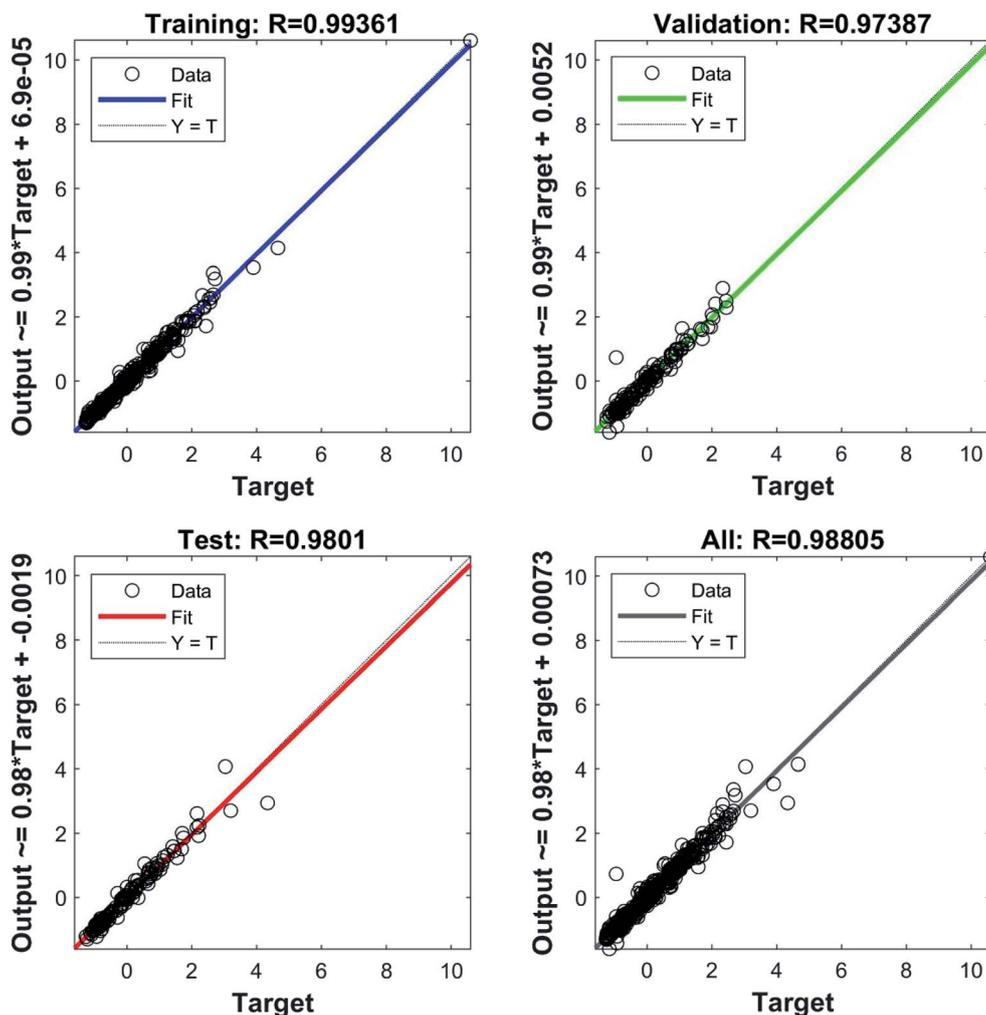 Training: R=0.99361
Output ~= 0.99*Target + 6.9e-05
10
8
6
4
2
0
Data
Fit
Y = T
0 2 4 6 8 10
Target
Validation: R=0.97387
Output ~= 0.99*Target + 0.0052
10
8
6
4
2
0
Data
Fit
Y = T
0 2 4 6 8 10
Target
Test: R=0.9801
Output ~= 0.98*Target + -0.0019
10
8
6
4
2
0
Data
Fit
Y = T
0 2 4 6 8 10
Target
All: R=0.98805
Output ~= 0.98*Target + 0.00073
10
8
6
4
2
0
Data
Fit
Y = T
0 2 4 6 8 10
Target